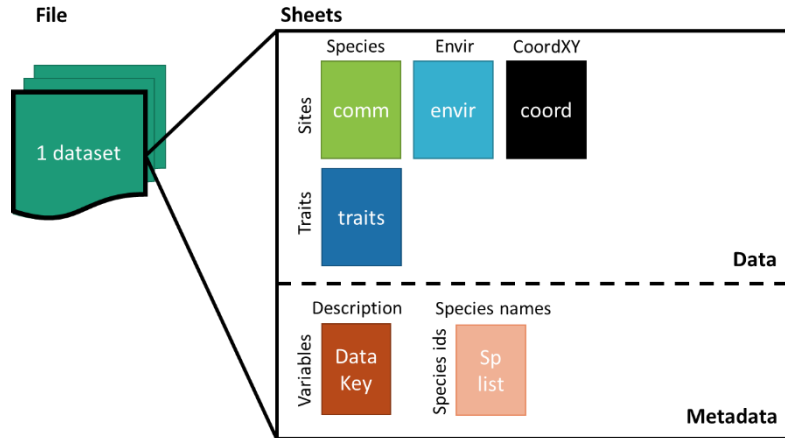 File
Sheets
Species
Envir
CoordXY
Sites
comm
envir
coord
1 dataset
Traits
traits
Data
Description
Species names
Variables
Data
Key
Species ids
Sp
list
Metadada